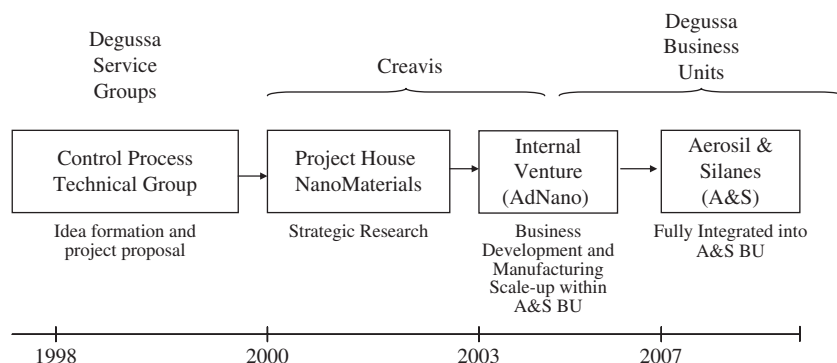 Degussa
Service
Groups
Creavis
Degussa
Business
Units
Control Process
Technical Group
Project House
NanoMaterials
Internal
Venture
(AdNano)
Aerosil &
Silanes
(A&S)
Idea formation and
project proposal
Strategic Research
Business
Development and
Manufacturing
Scale-up within
A&S BU
Fully Integrated into
A&S BU
1998
2000
2003
2007